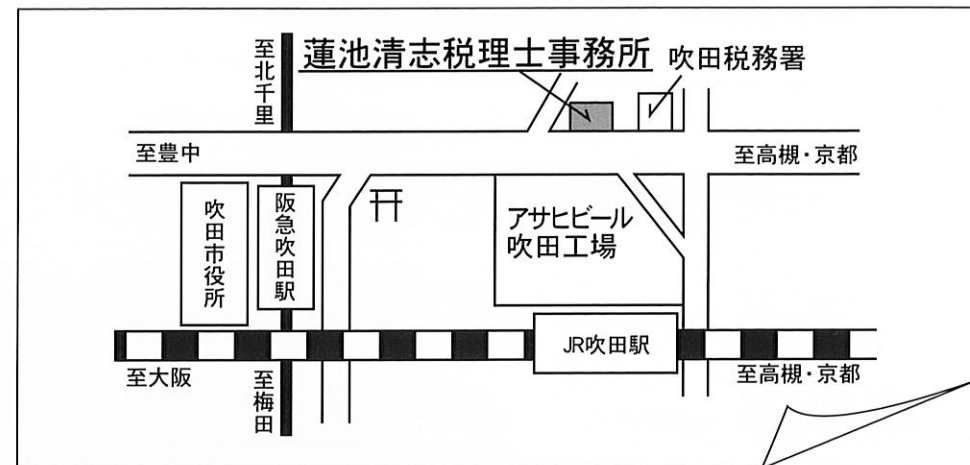 至北千里
蓮池清志税理士事務所
吹田税務署
至豊中
至高槻・京都
吹田市役所
阪急吹田駅
アサヒビール
吹田工場
JR吹田駅
至大阪
至梅田
至高槻・京都